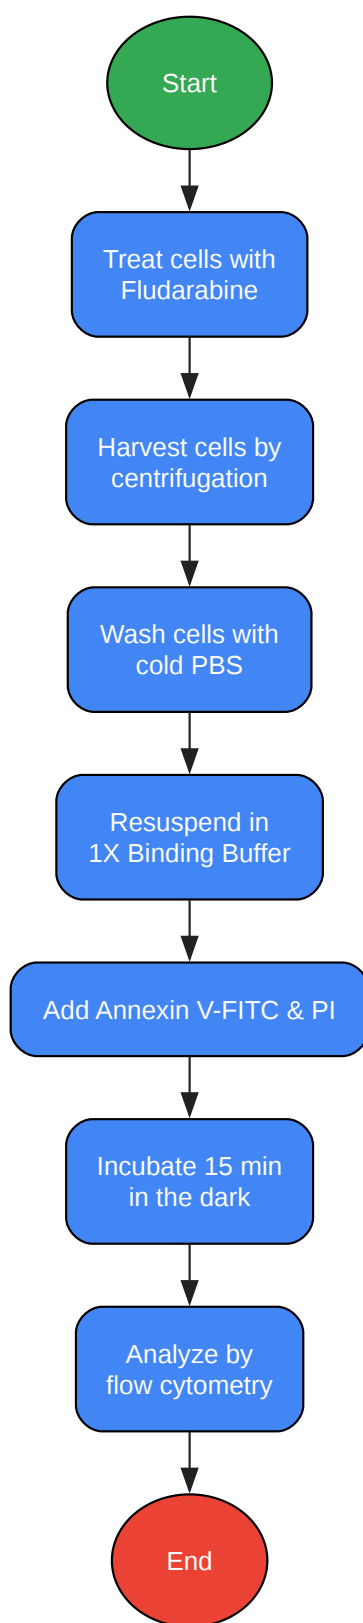 Start
Treat cells with
Fludarabine
Harvest cells by
centrifugation
Wash cells with
cold PBS
Resuspend in
1X Binding Buffer
Add Annexin V-FITC & PI
Incubate 15 min
in the dark
Analyze by
flow cytometry
End